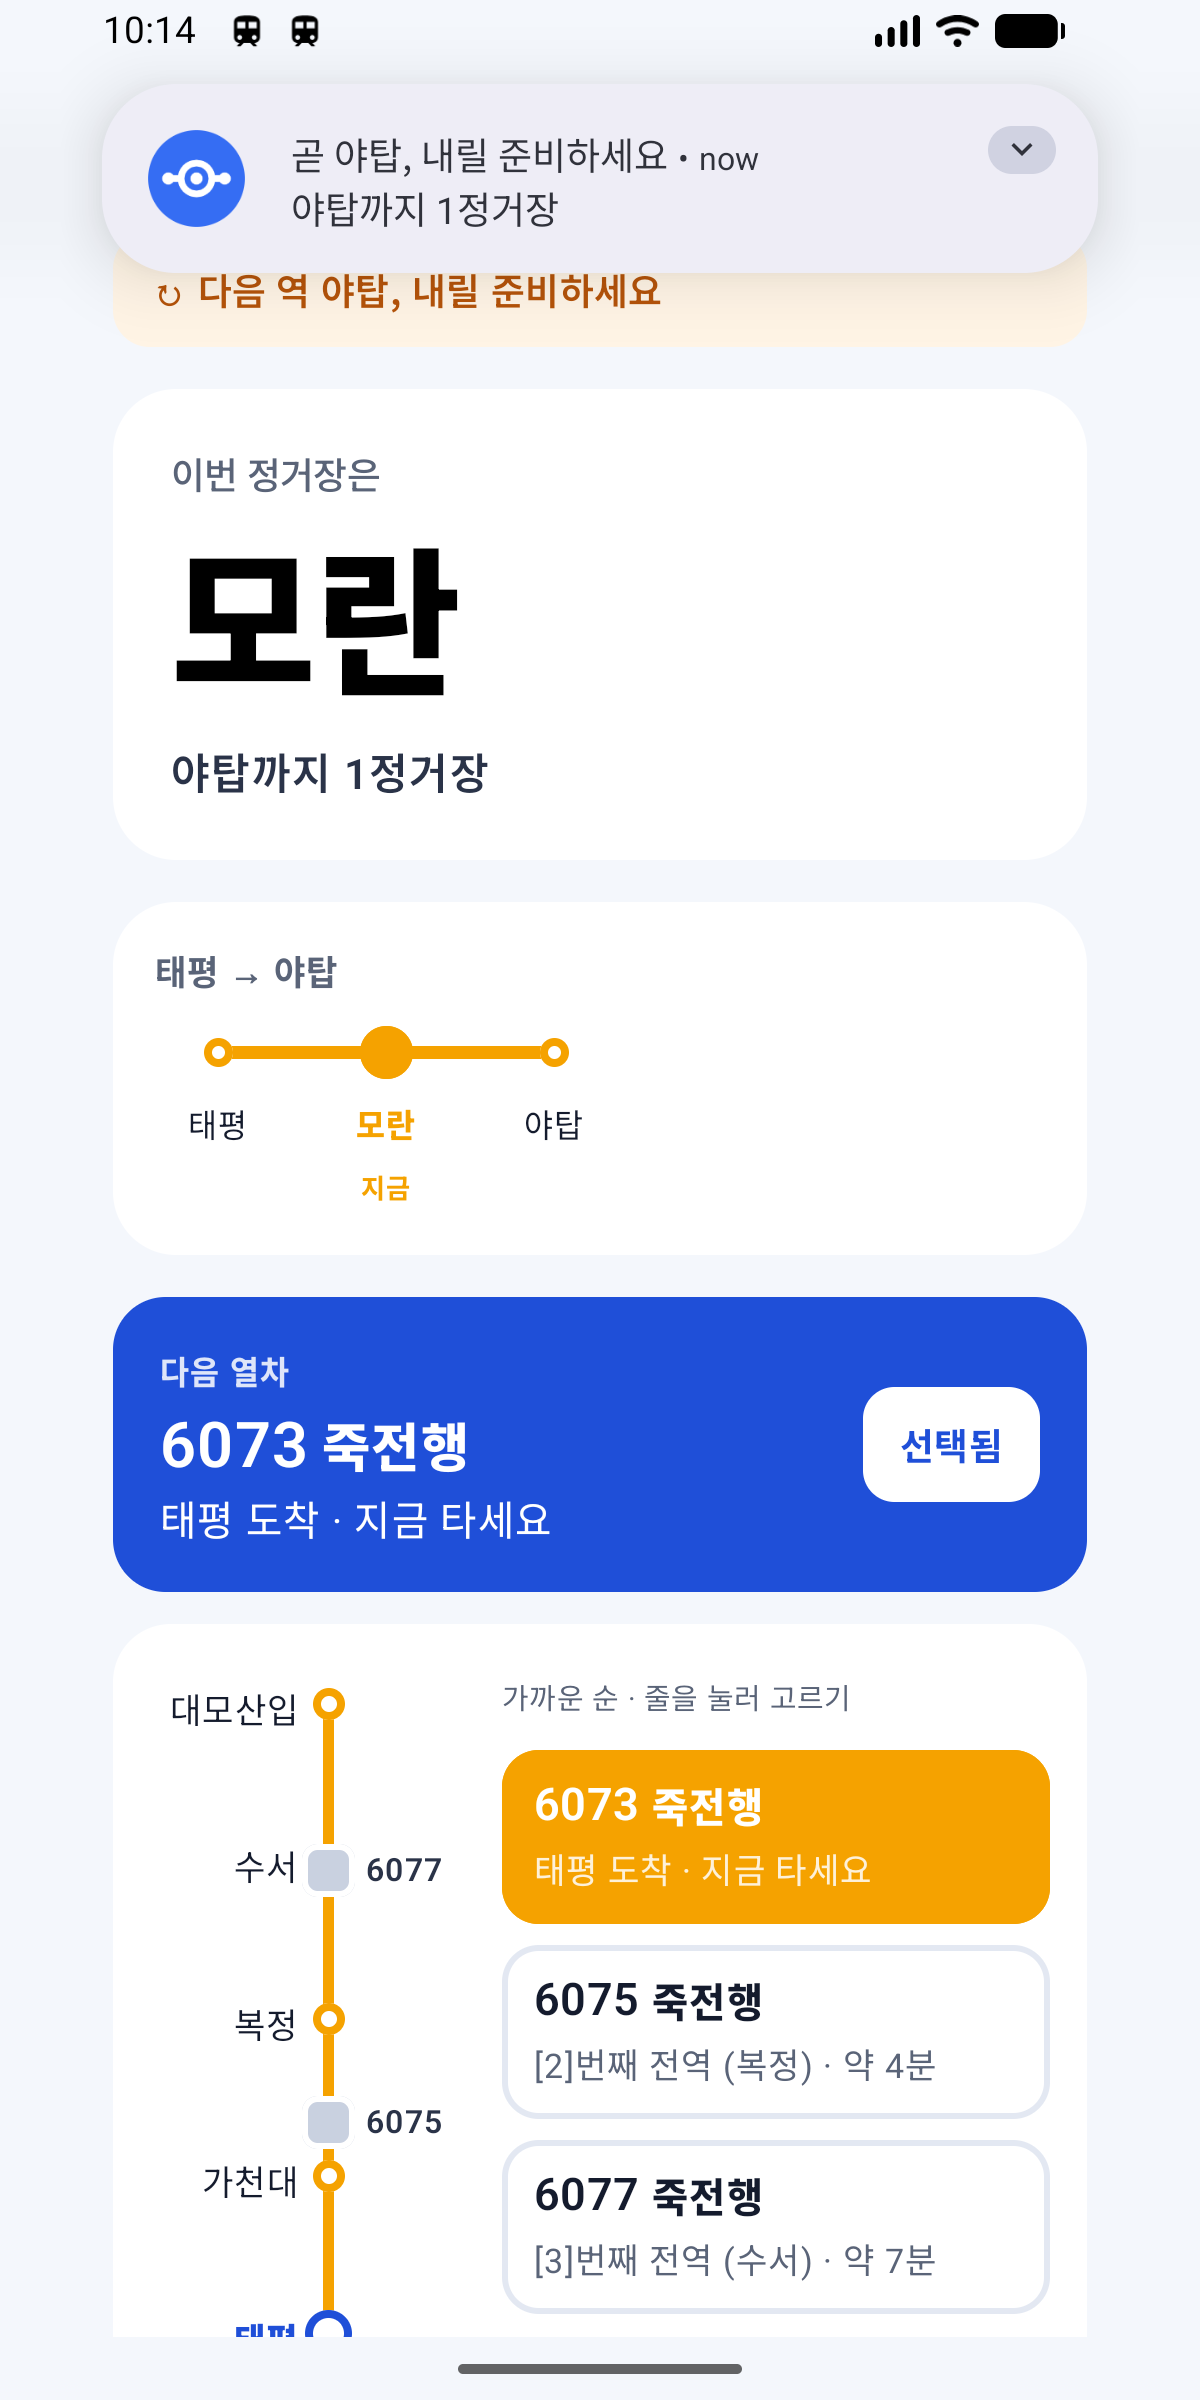 10:14
곧 야탑, 내릴 준비하세요 • now
야탑까지 1정거장
↻ 다음 역 야탑, 내릴 준비하세요
이번 정거장은
모란
야탑까지 1정거장
태평 → 야탑
태평
모란
야탑
지금
다음 열차
6073 죽전행
태평 도착 · 지금 타세요
선택됨
대모산입
수서
6077
복정
6075
가천대
태평
가까운 순 · 줄을 눌러 고르기
6073 죽전행
태평 도착 · 지금 타세요
6075 죽전행
[2]번째 전역 (복정) · 약 4분
6077 죽전행
[3]번째 전역 (수서) · 약 7분